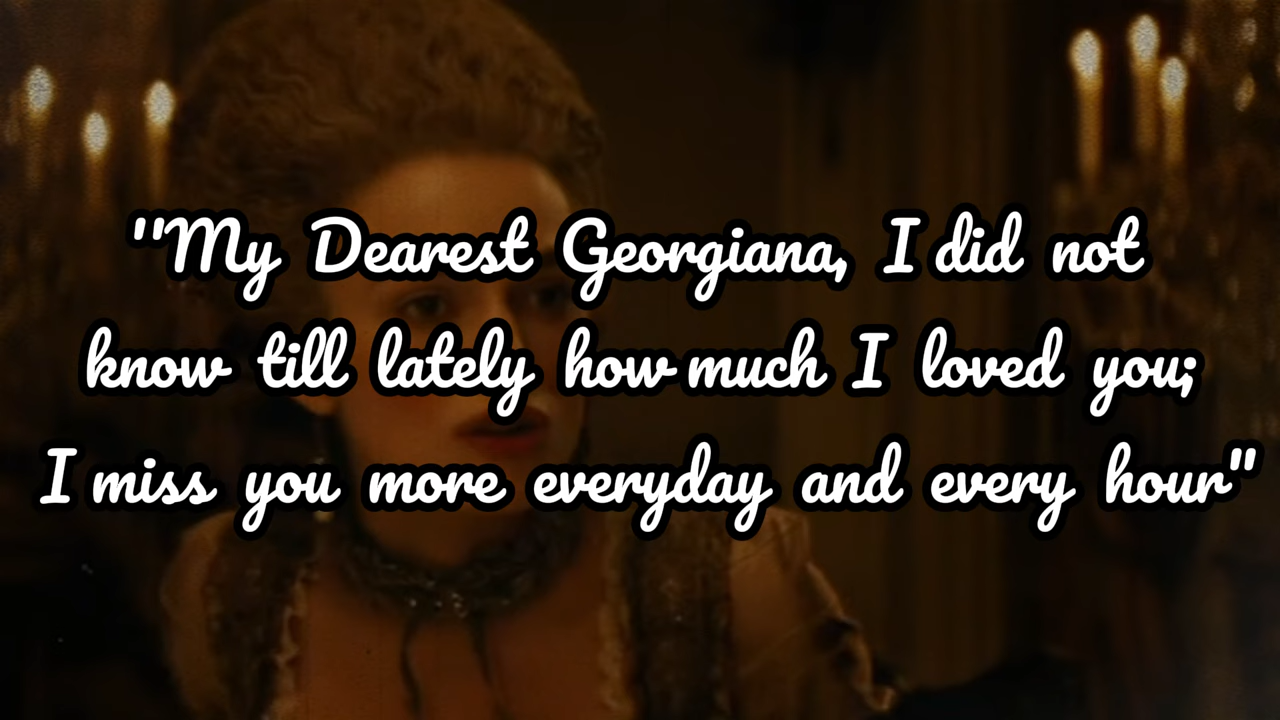 "My Dearest Georgiana, I did not
know till lately how much I loved you;
I miss you more everyday and every hour"